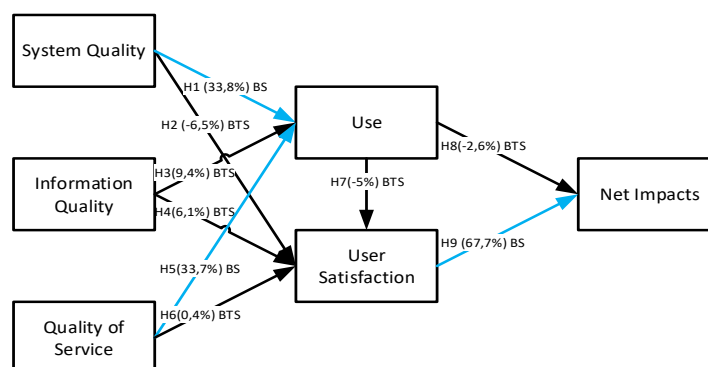 System Quality
H1 (33,8%) BS
Use
H2 (-6,5%) BTS
H8(-2,6%) BTS
Information
Quality
H3(9,4%) BTS
H7(-5%) BTS
Net Impacts
H4(6,1%) BTS
User
Satisfaction
H9 (67,7%) BS
H5(33,7%) BS
H6(0,4%) BTS
Quality of
Service